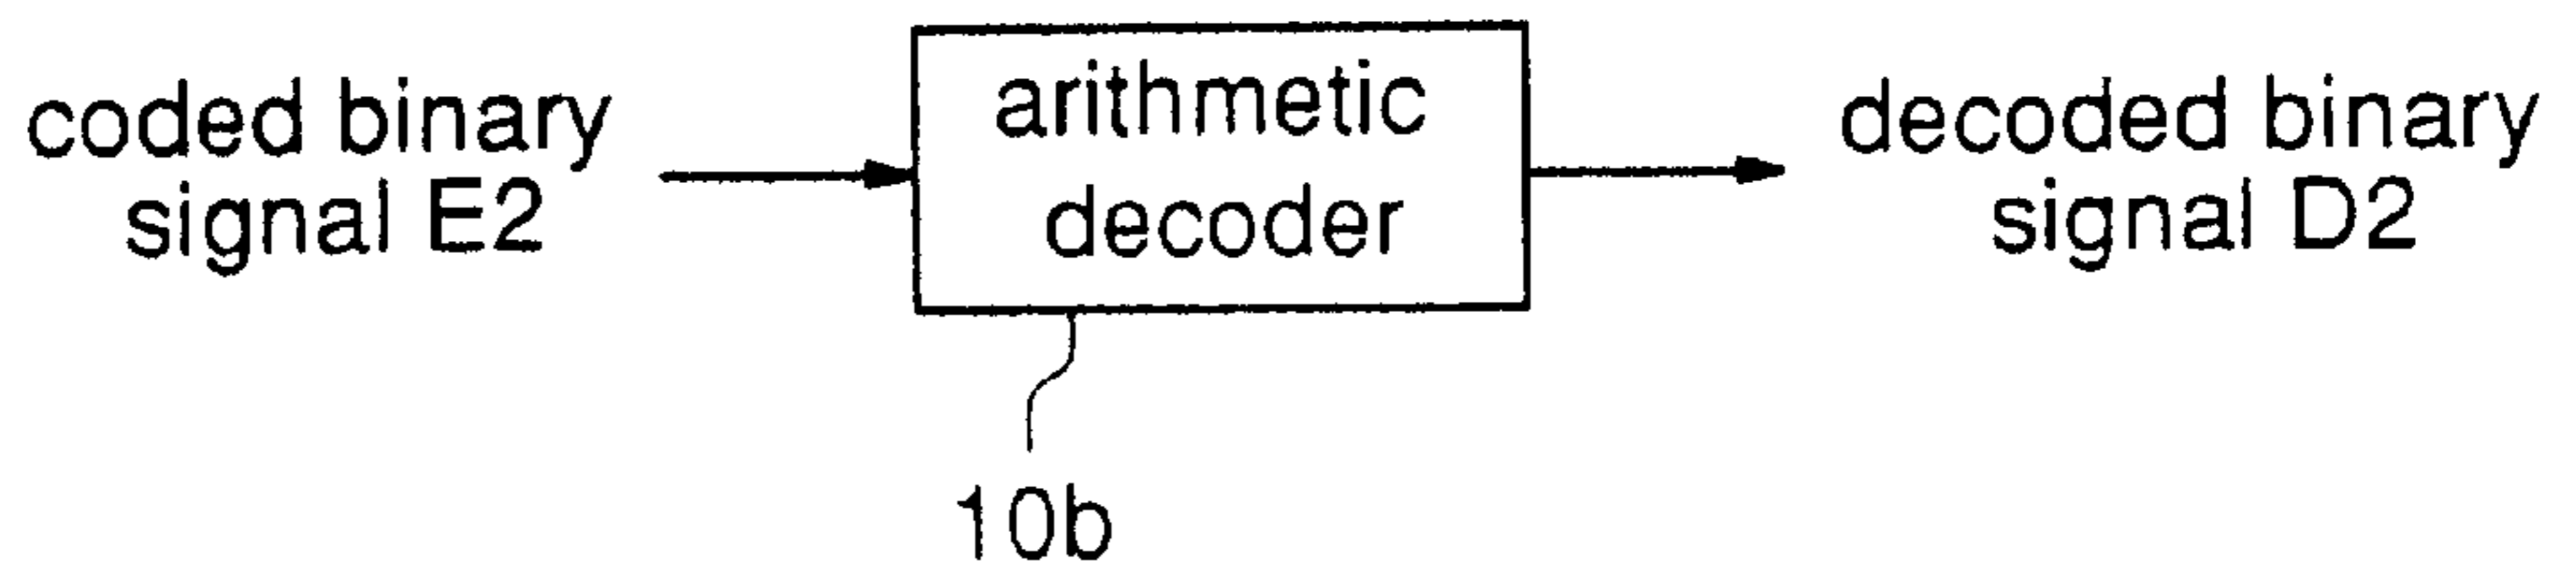 coded binary
signal E2
arithmetic
decoder
decoded binary
signal D2
10b